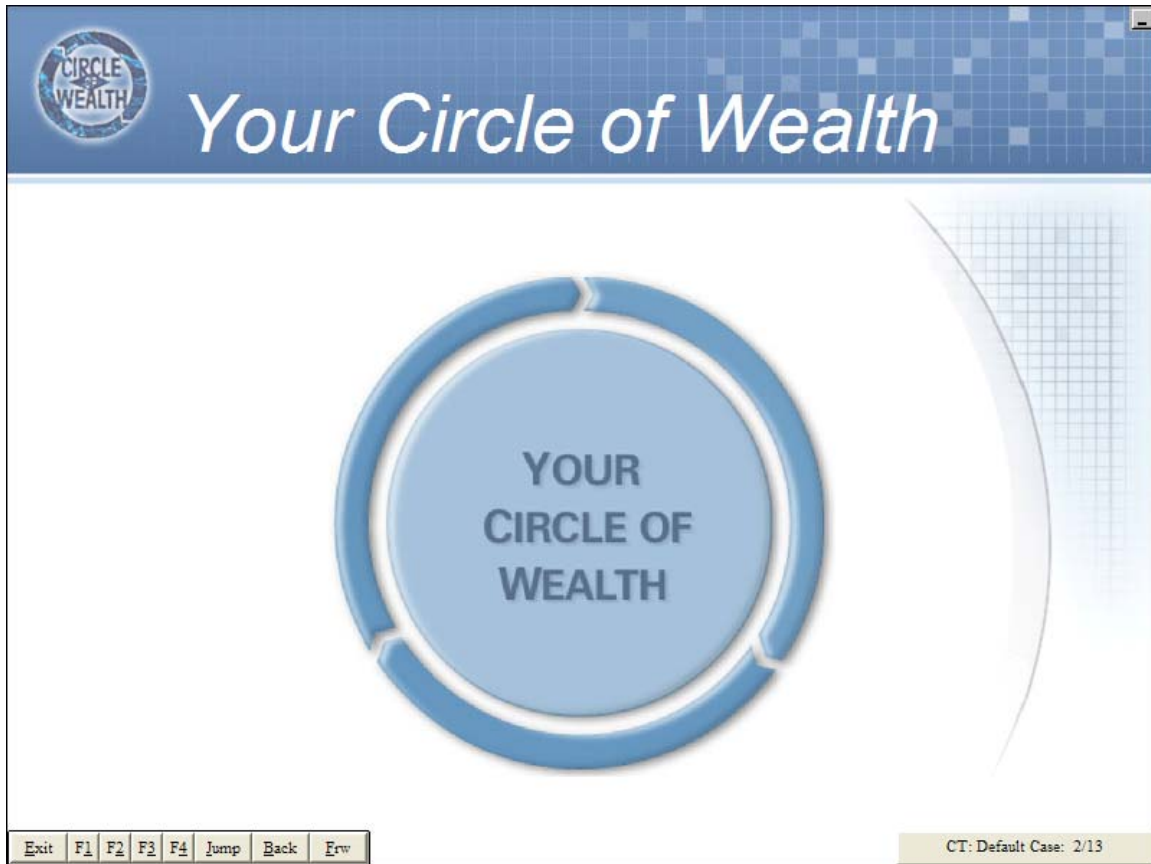 CIRCLE
OF
WEALTH
Your Circle of Wealth
YOUR
CIRCLE OF
WEALTH
Exit F1 F2 F3 F4 Jump Back Frw
CT: Default Case: 2/13